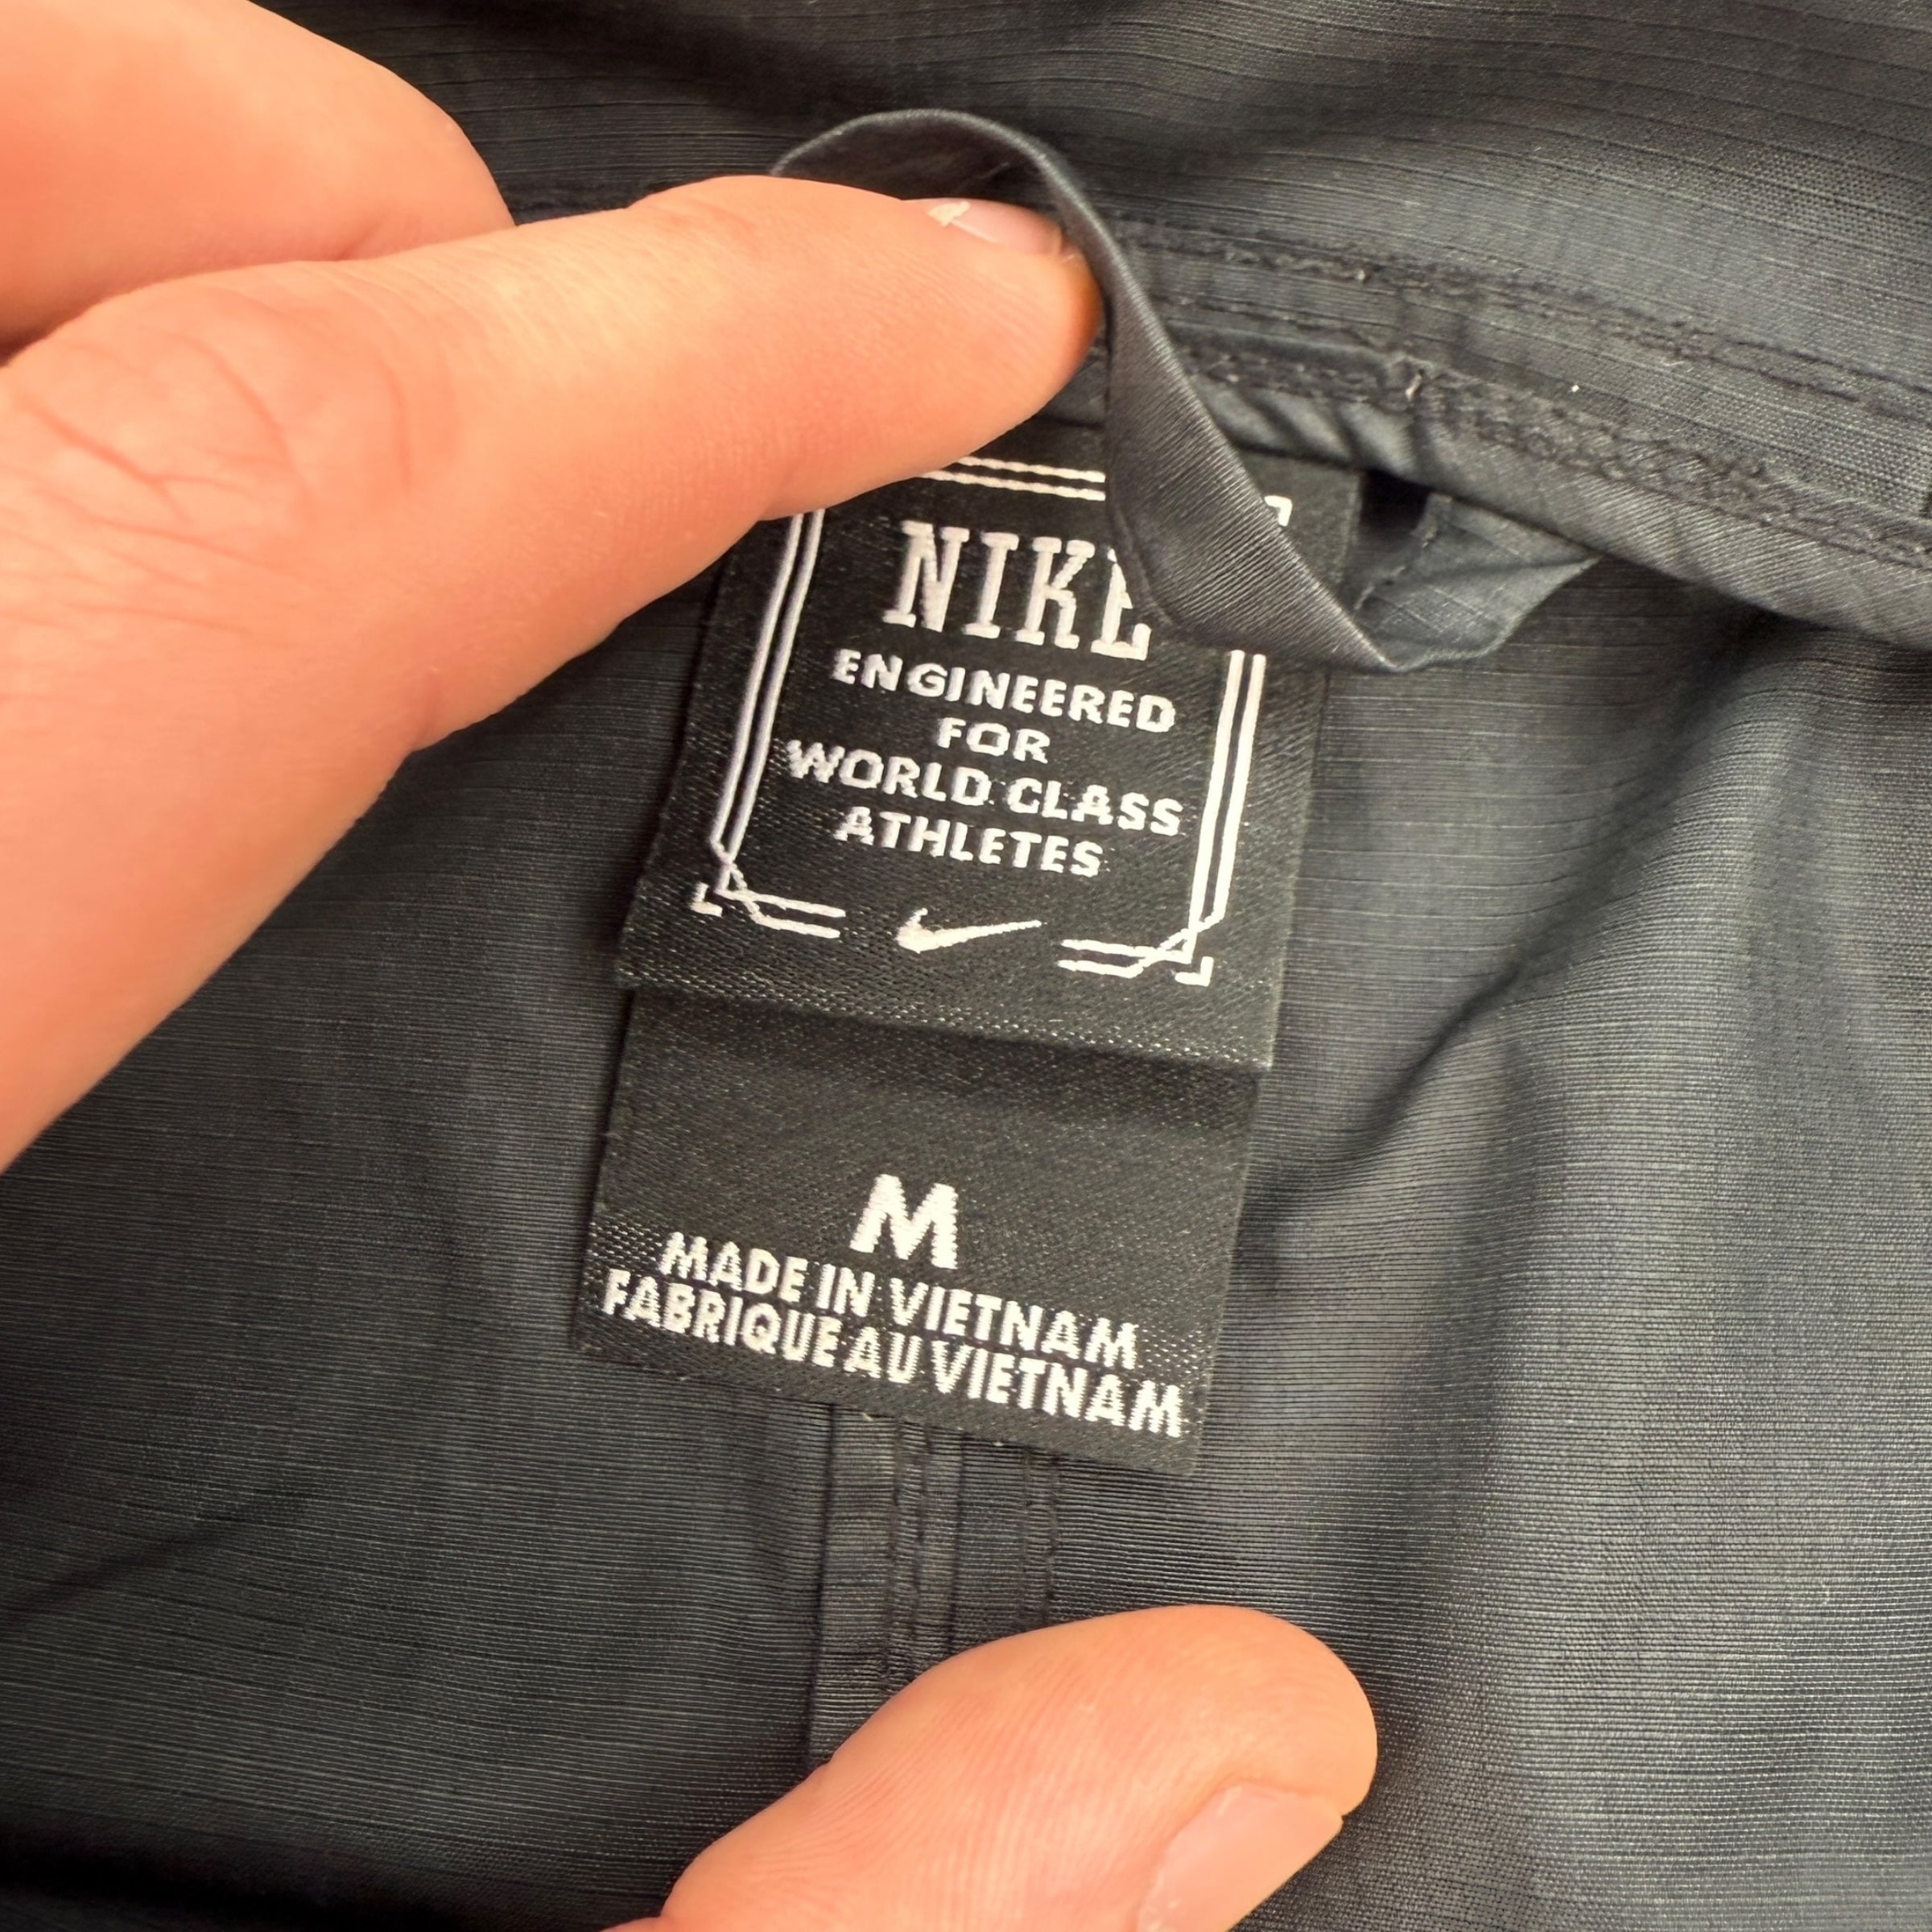 NIKE
ENGINEERED
FOR
WORLD CLASS
ATHLETES
M
MADE IN VIETNAM
FABRIQUE AU VIETNAM